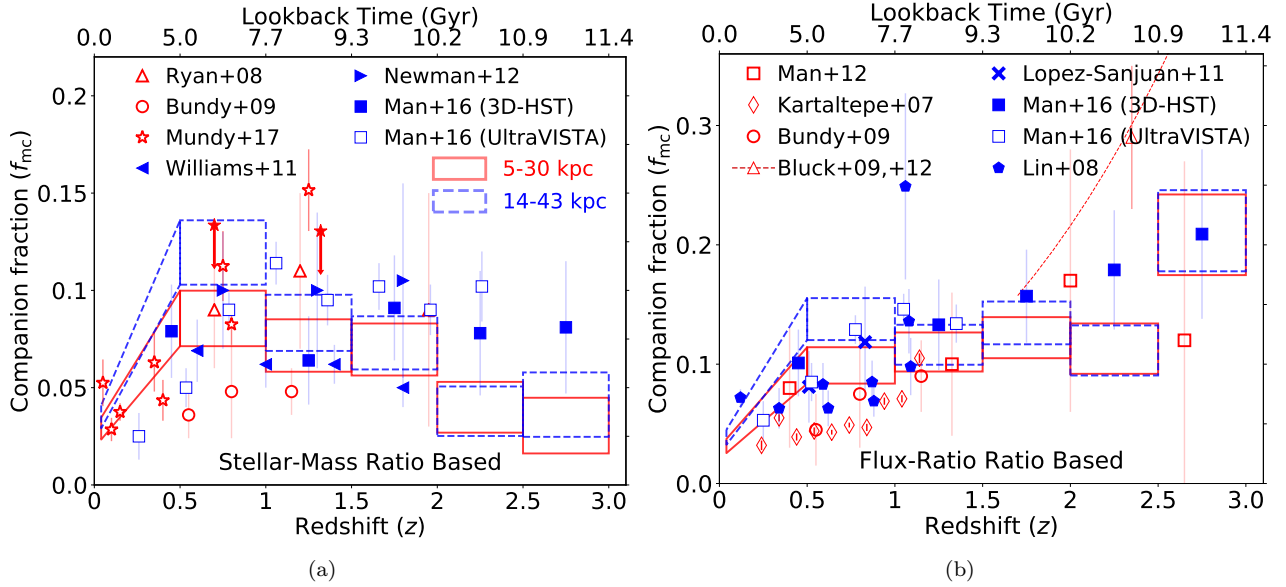 Lookback Time (Gyr)
0.0 5.0 7.7 9.3 10.2 10.9 11.4
Companion fraction (f_mc)
0.2
0.15
0.1
0.05
0.0
Ryan+08
Bundy+09
Mundy+17
Williams+11
Newman+12
Man+16 (3D-HST)
Man+16 (UltraVISTA)
5-30 kpc
14-43 kpc
Stellar-Mass Ratio Based
0.0 0.5 1 1.5 2 2.5 3.0
Redshift (z)
(a)
Lookback Time (Gyr)
0.0 5.0 7.7 9.3 10.2 10.9 11.4
Companion fraction (f_mc)
0.3
0.2
0.1
0.0
Man+12
Kartaltepe+07
Bundy+09
Bluck+09,+12
Lopez-Sanjuan+11
Man+16 (3D-HST)
Man+16 (UltraVISTA)
Lin+08
Flux-Ratio Ratio Based
0 0.5 1 1.5 2 2.5 3.0
Redshift (z)
(b)